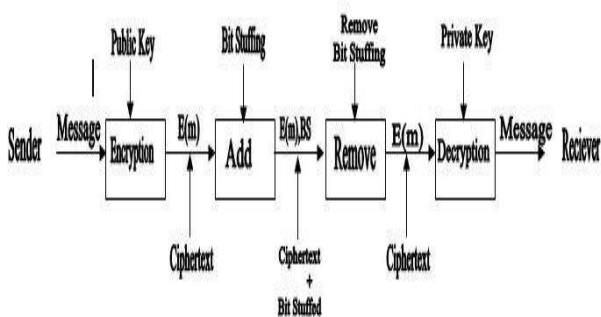 Public Key
Bit Stuffing
Remove
Bit Stuffing
Private Key
Sender
Message
Encryption
E(m)
Add
E(m),BS
Remove
E(m)
Decryption
Message
Reciever
Ciphertext
Ciphertext
+
Bit Stuffed
Ciphertext